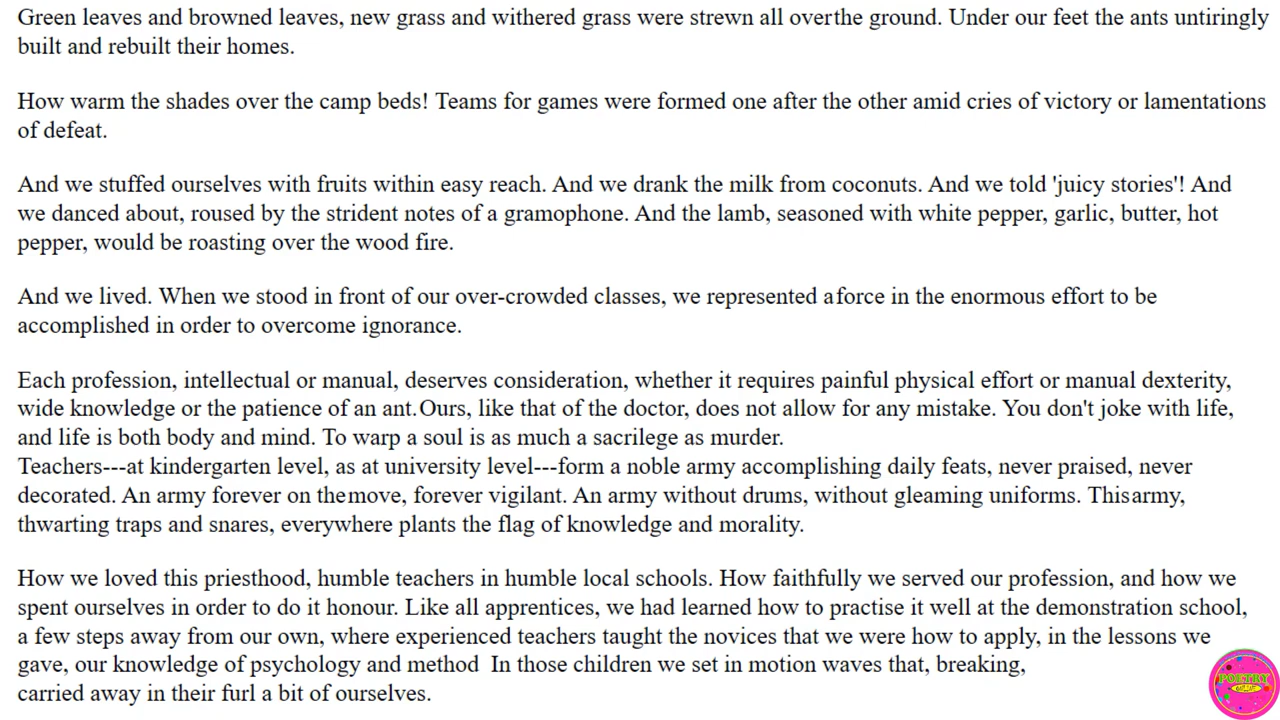 Green leaves and browned leaves, new grass and withered grass were strewn all overthe ground. Under our feet the ants untiringly
built and rebuilt their homes.
How warm the shades over the camp beds! Teams for games were formed one after the other amid cries of victory or lamentations
of defeat.
And we stuffed ourselves with fruits within easy reach. And we drank the milk from coconuts. And we told 'juicy stories'! And
we danced about, roused by the strident notes of a gramophone. And the lamb, seasoned with white pepper, garlic, butter, hot
pepper, would be roasting over the wood fire.
And we lived. When we stood in front of our over-crowded classes, we represented aforce in the enormous effort to be
accomplished in order to overcome ignorance.
Each profession, intellectual or manual, deserves consideration, whether it requires painful physical effort or manual dexterity,
wide knowledge or the patience of an ant.Ours, like that of the doctor, does not allow for any mistake. You don't joke with life,
and life is both body and mind. To warp a soul is as much a sacrilege as murder.
Teachers---at kindergarten level, as at university level---form a noble army accomplishing daily feats, never praised, never
decorated. An army forever on themove, forever vigilant. An army without drums, without gleaming uniforms. Thisarmy,
thwarting traps and snares, everywhere plants the flag of knowledge and morality.
How we loved this priesthood, humble teachers in humble local schools. How faithfully we served our profession, and how we
spent ourselves in order to do it honour. Like all apprentices, we had learned how to practise it well at the demonstration school,
a few steps away from our own, where experienced teachers taught the novices that we were how to apply, in the lessons we
gave, our knowledge of psychology and method  In those children we set in motion waves that, breaking,
carried away in their furl a bit of ourselves.
POETRY